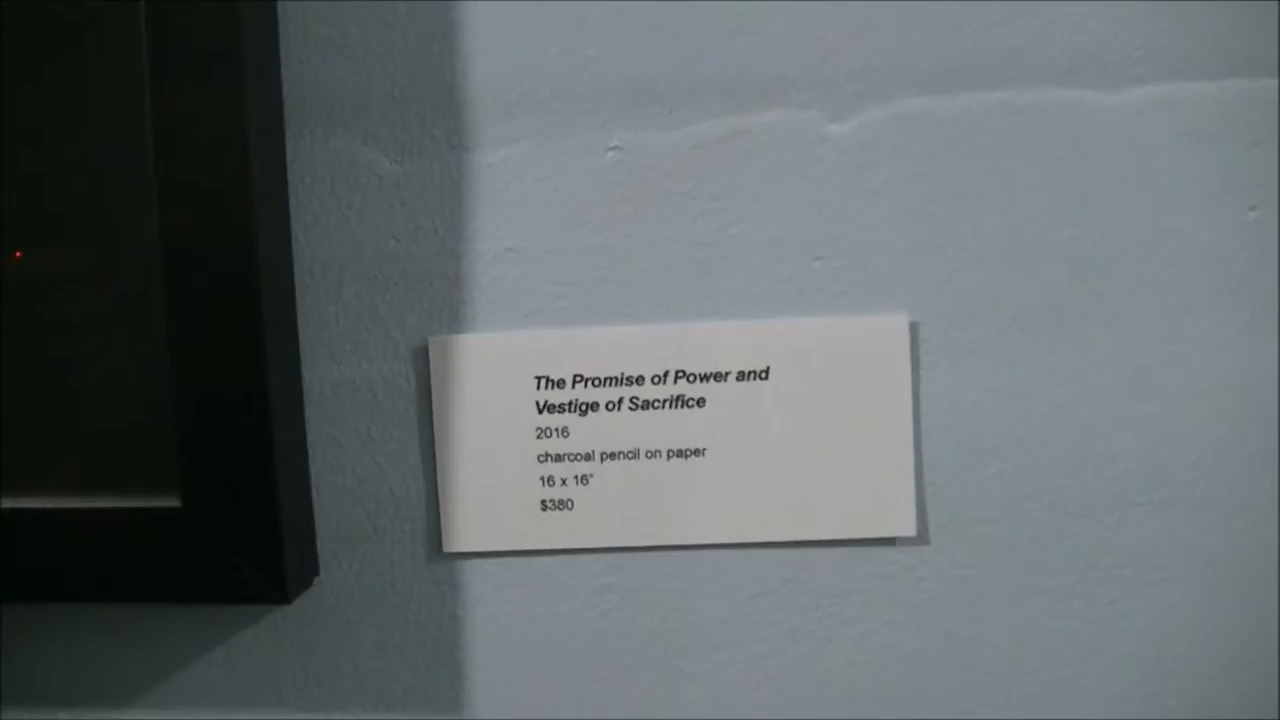 The Promise of Power and
Vestige of Sacrifice
2016
charcoal pencil on paper
16 x 16"
$380